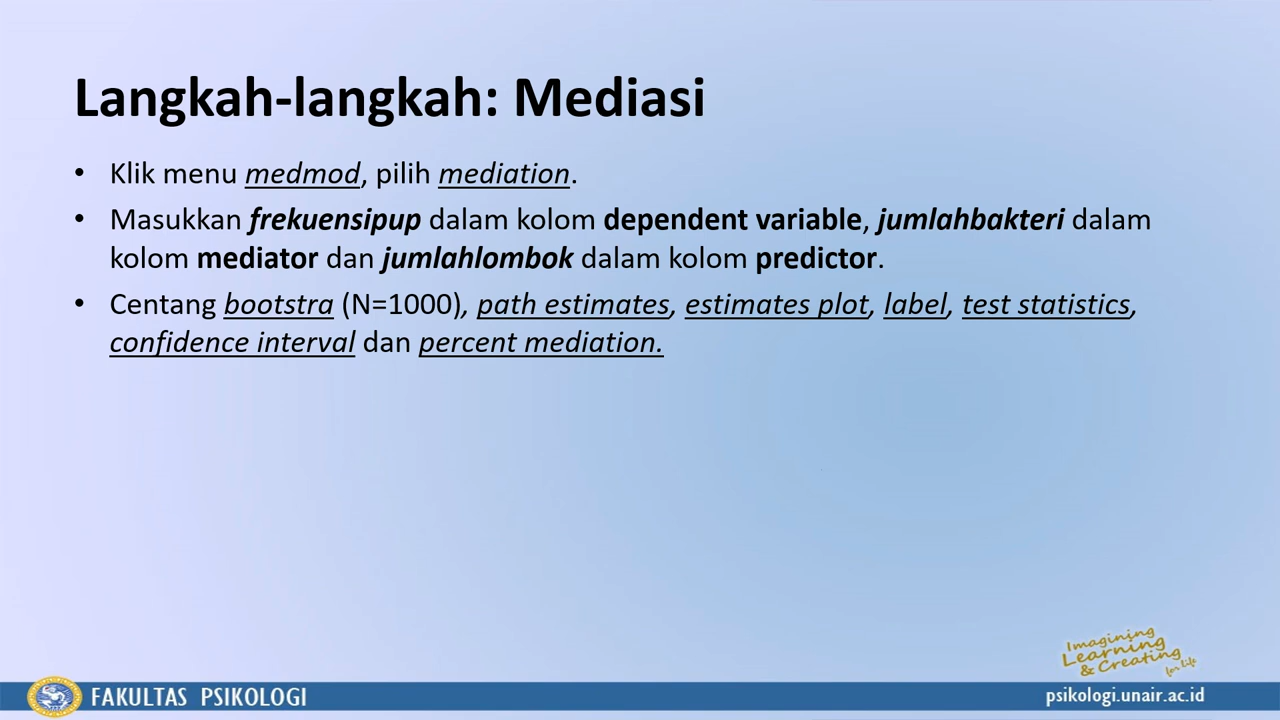 Langkah-langkah: Mediasi
• Klik menu medmod, pilih mediation.
• Masukkan frekuensipup dalam kolom dependent variable, jumlahbakteri dalam
kolom mediator dan jumlahlombok dalam kolom predictor.
• Centang bootstra (N=1000), path estimates, estimates plot, label, test statistics,
confidence interval dan percent mediation.
Imagining
Learning
& Creating
for life
FAKULTAS PSIKOLOGI
psikologi.unair.ac.id